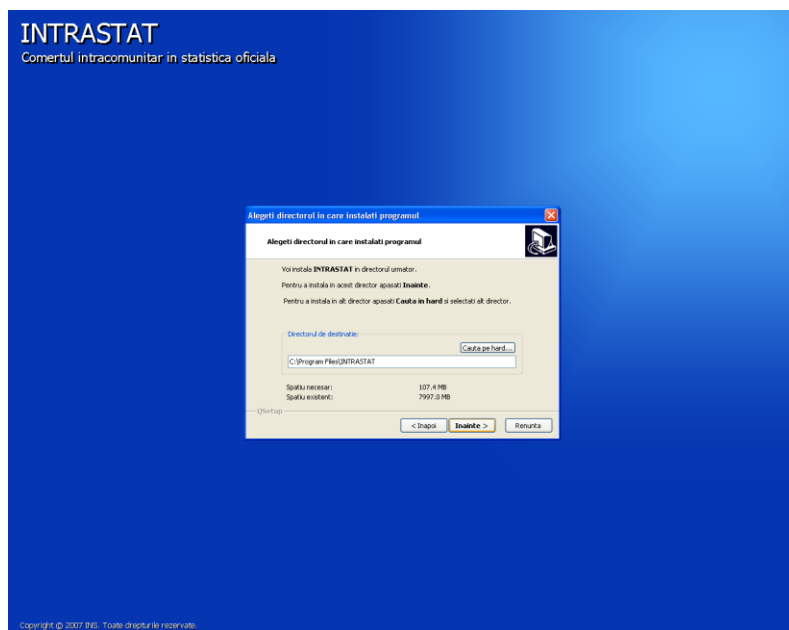 INTRASTAT
Comertul intracomunitar in statistica oficiala
Alegeti directorul in care instalati programul
Alegeti directorul in care instalati programul
Voi instala INTRASTAT in directorul urmator.
Pentru a instala in acest director apasati Inainte.
Pentru a instala in alt director apasati Cauta in hard si selectati alt director.
Directorul de destinatie:
Cauta pe hard...
C:\Program Files\INTRASTAT
Spatiu necesar: 107.4 MB
Spatiu existent: 7997.0 MB
QSetup
< Inapoi Inainte > Renunta
Copyright @ 2007 INS. Toate drepturile rezervate.